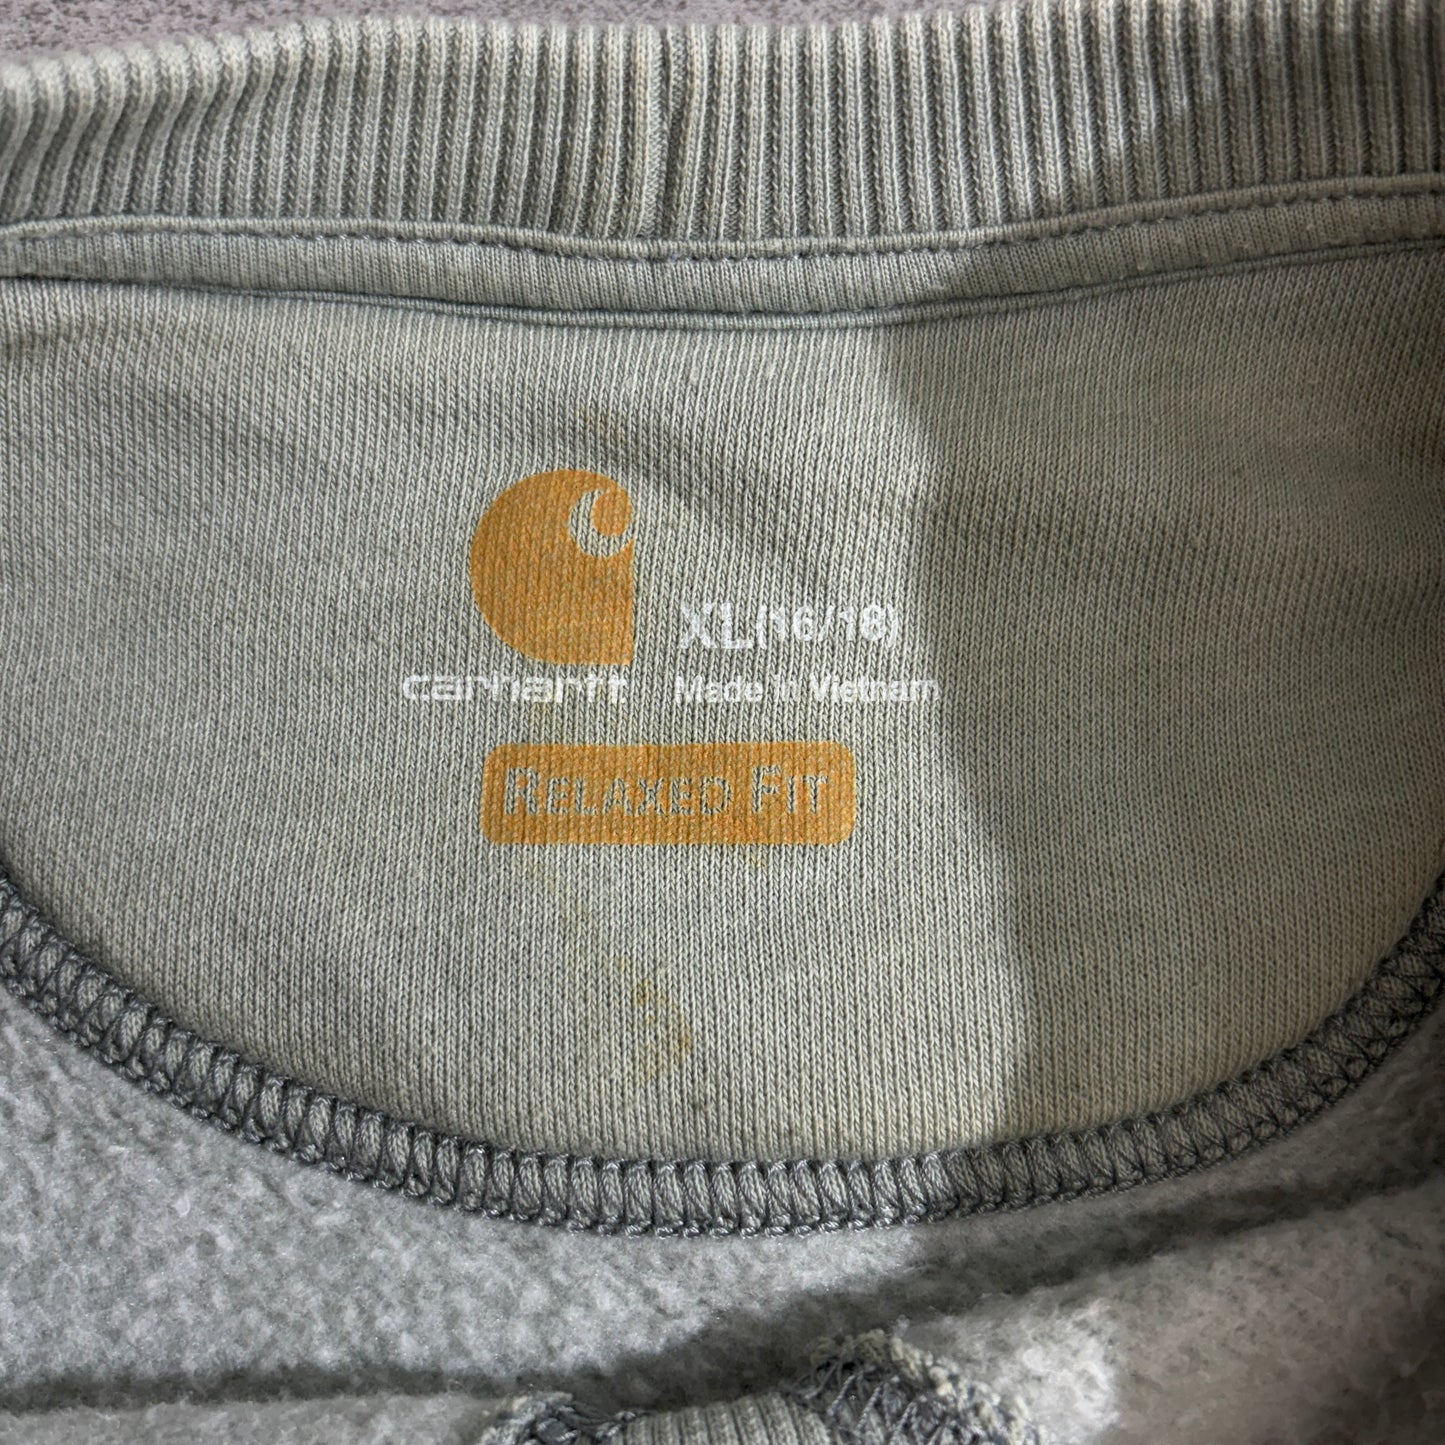 carhartt
XL(16/18)
Made in Vietnam
RELAXED FIT